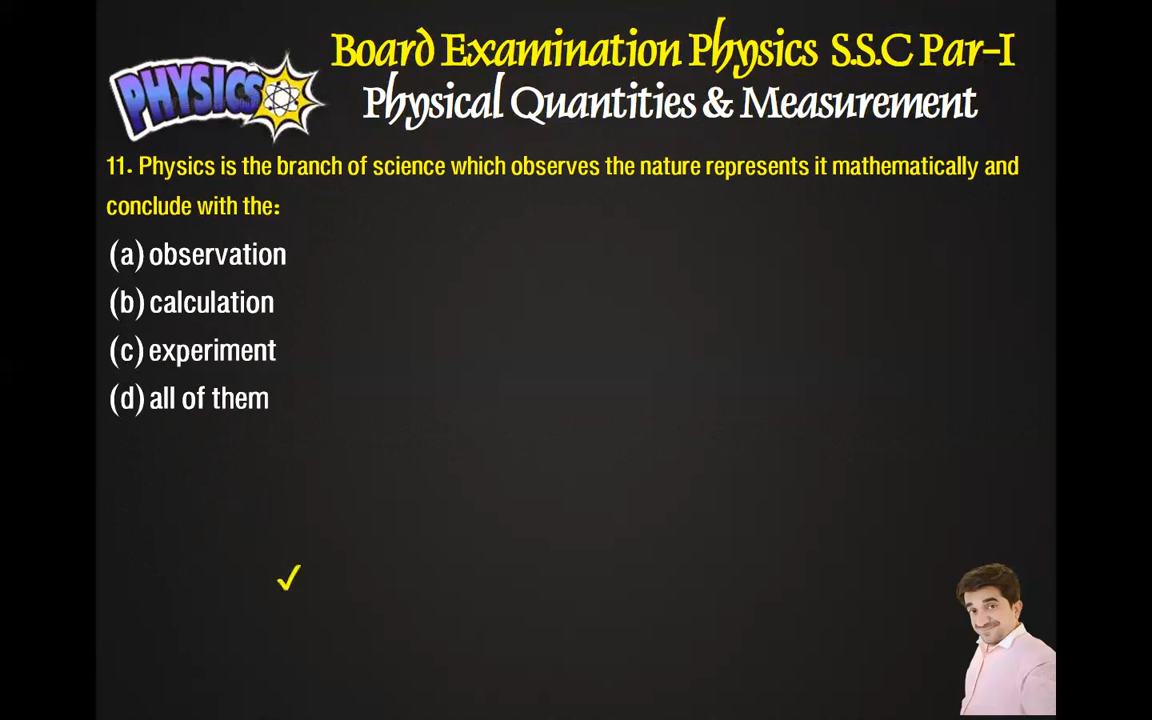 Board Examination Physics S.S.C Par-I
PHYSICS
Physical Quantities & Measurement
11. Physics is the branch of science which observes the nature represents it mathematically and
conclude with the:
(a) observation
(b) calculation
(c) experiment
(d) all of them